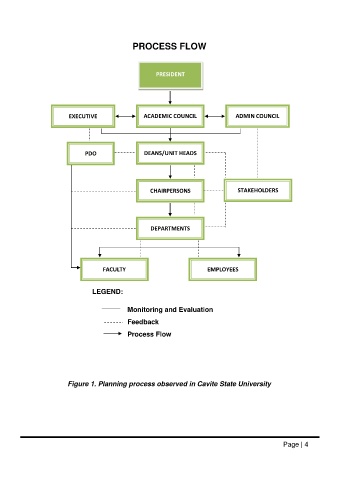 PROCESS FLOW
PRESIDENT
EXECUTIVE
ACADEMIC COUNCIL
ADMIN COUNCIL
PDO
DEANS/UNIT HEADS
CHAIRPERSONS
STAKEHOLDERS
DEPARTMENTS
FACULTY
EMPLOYEES
LEGEND:
Monitoring and Evaluation
Feedback
Process Flow
Figure 1. Planning process observed in Cavite State University
Page | 4